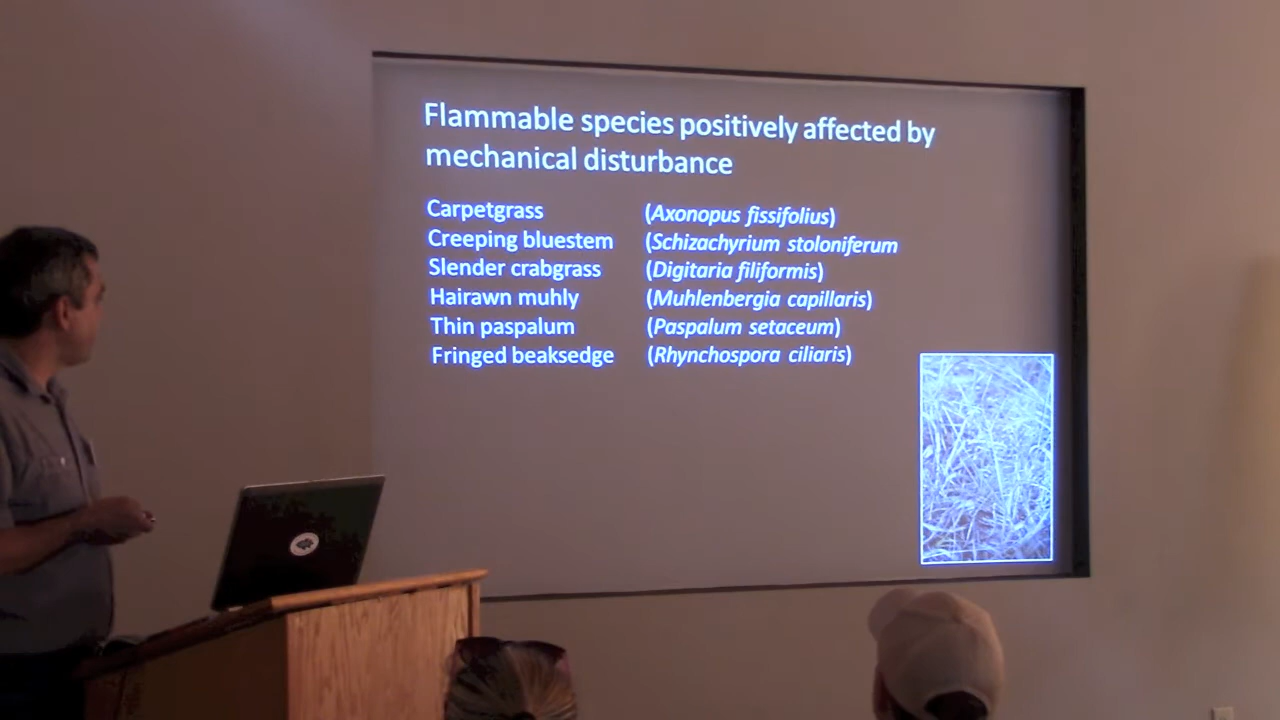 Flammable species positively affected by
mechanical disturbance
Carpetgrass (Axonopus fissifolius)
Creeping bluestem (Schizachyrium stoloniferum
Slender crabgrass (Digitaria filiformis)
Hairawn muhly (Muhlenbergia capillaris)
Thin paspalum (Paspalum setaceum)
Fringed beaksedge (Rhynchospora ciliaris)